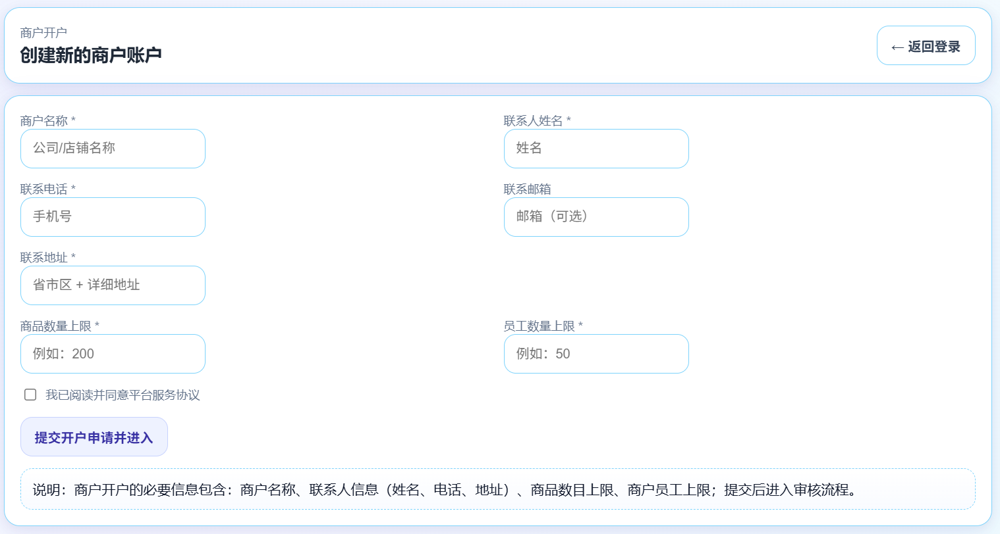 商户开户
创建新的商户账户
← 返回登录
商户名称 *
公司/店铺名称
联系人姓名 *
姓名
联系电话 *
手机号
联系邮箱
邮箱（可选）
联系地址 *
省市区 + 详细地址
商品数量上限 *
例如：200
员工数量上限 *
例如：50
我已阅读并同意平台服务协议
提交开户申请并进入
说明：商户开户的必要信息包含：商户名称、联系人信息（姓名、电话、地址）、商品数目上限、商户员工上限；提交后进入审核流程。